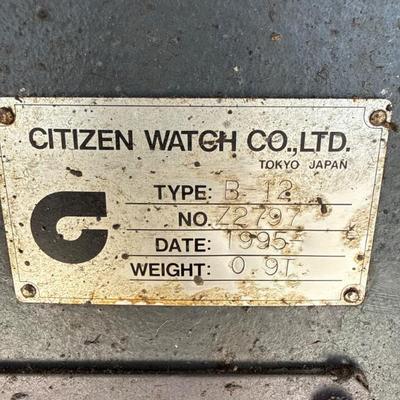 CITIZEN WATCH CO.,LTD.
TOKYO JAPAN
TYPE: B-12
NO. Z2797
DATE: 1995-
WEIGHT: 0.9T